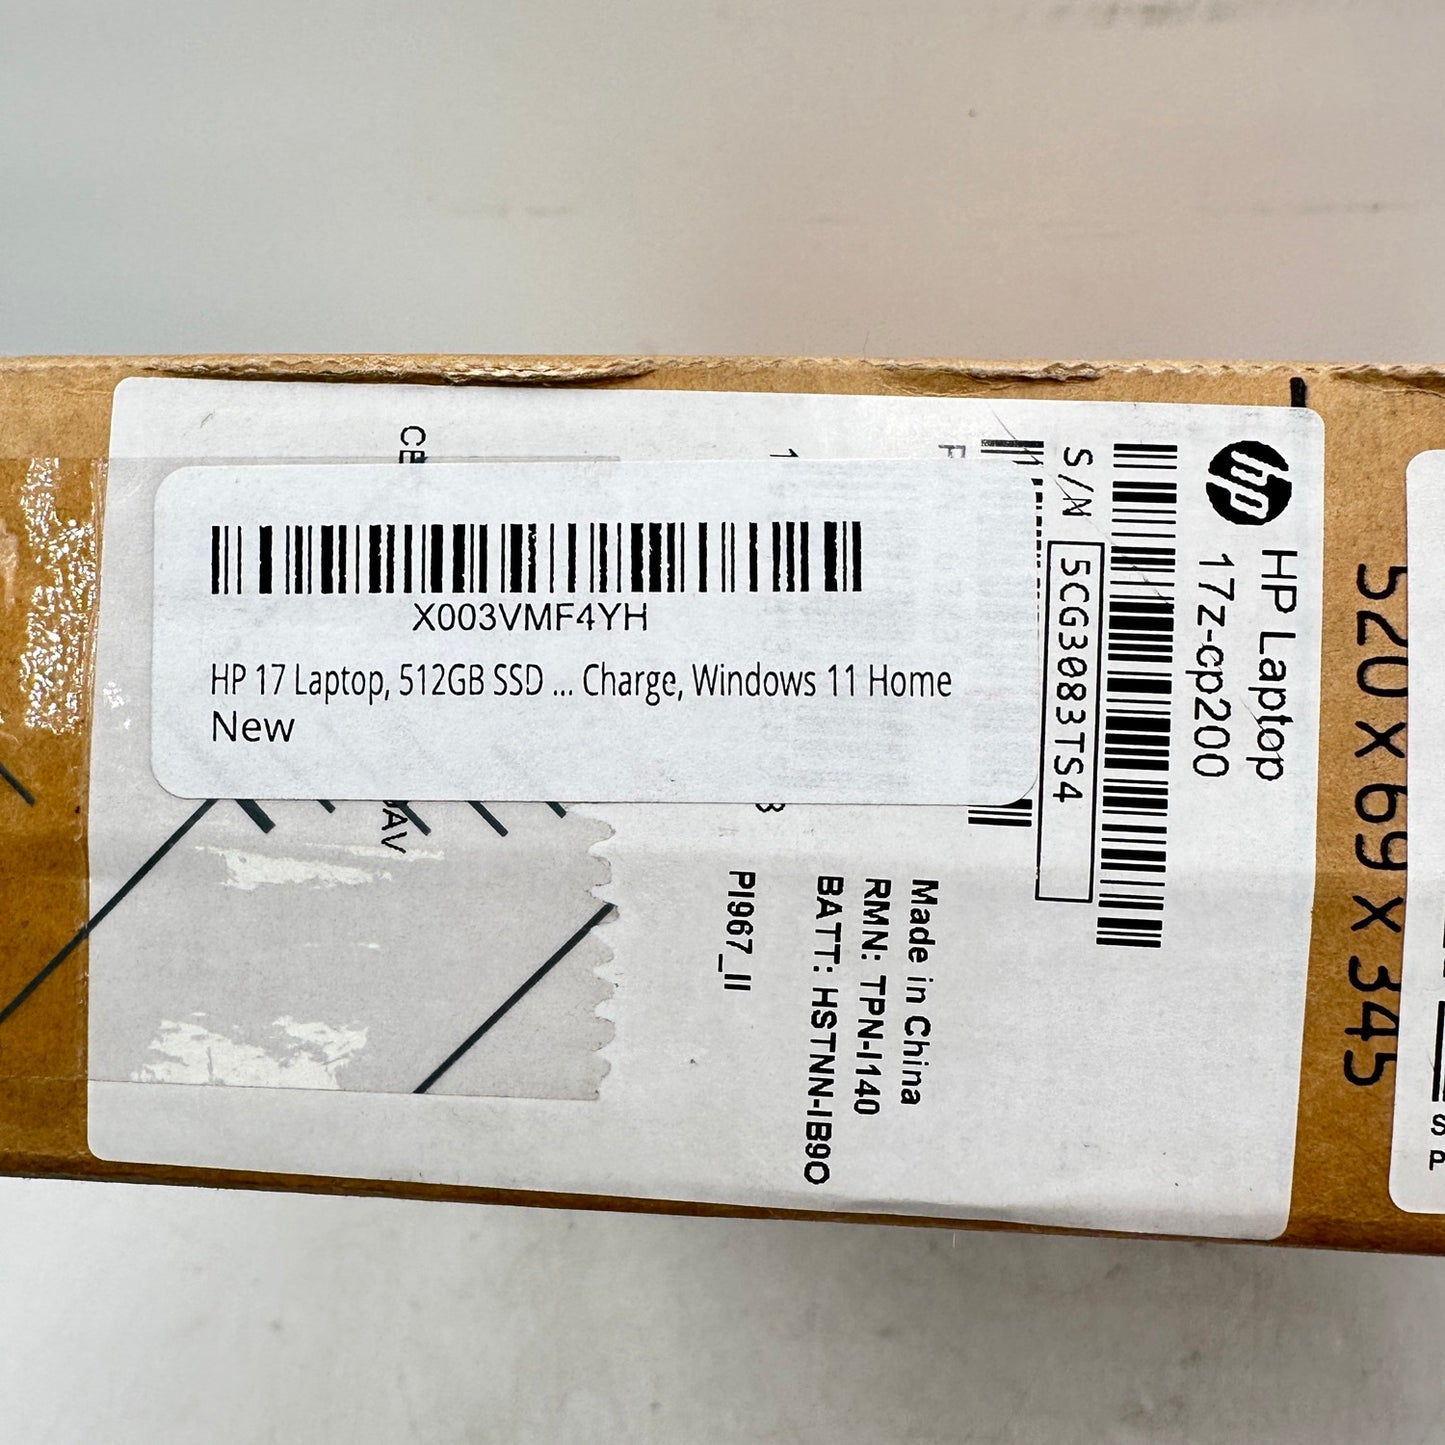 X003VMF4YH
HP 17 Laptop, 512GB SSD ... Charge, Windows 11 Home
New
hp
HP Laptop
17z-cp200
S/N 5CG3083TS4
Made in China
RMN: TPN-I140
BATT: HSTNN-IB9O
PI967_II
520 x 69 x 345